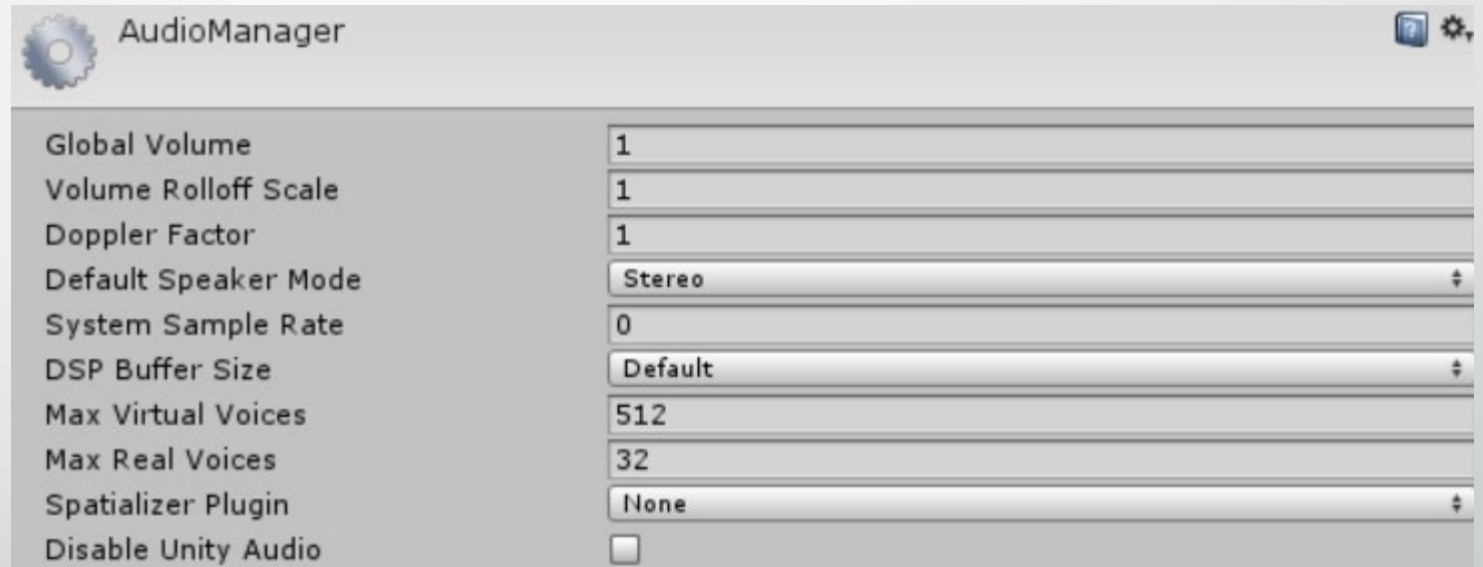 AudioManager
Global Volume 1
Volume Rolloff Scale 1
Doppler Factor 1
Default Speaker Mode Stereo
System Sample Rate 0
DSP Buffer Size Default
Max Virtual Voices 512
Max Real Voices 32
Spatializer Plugin None
Disable Unity Audio